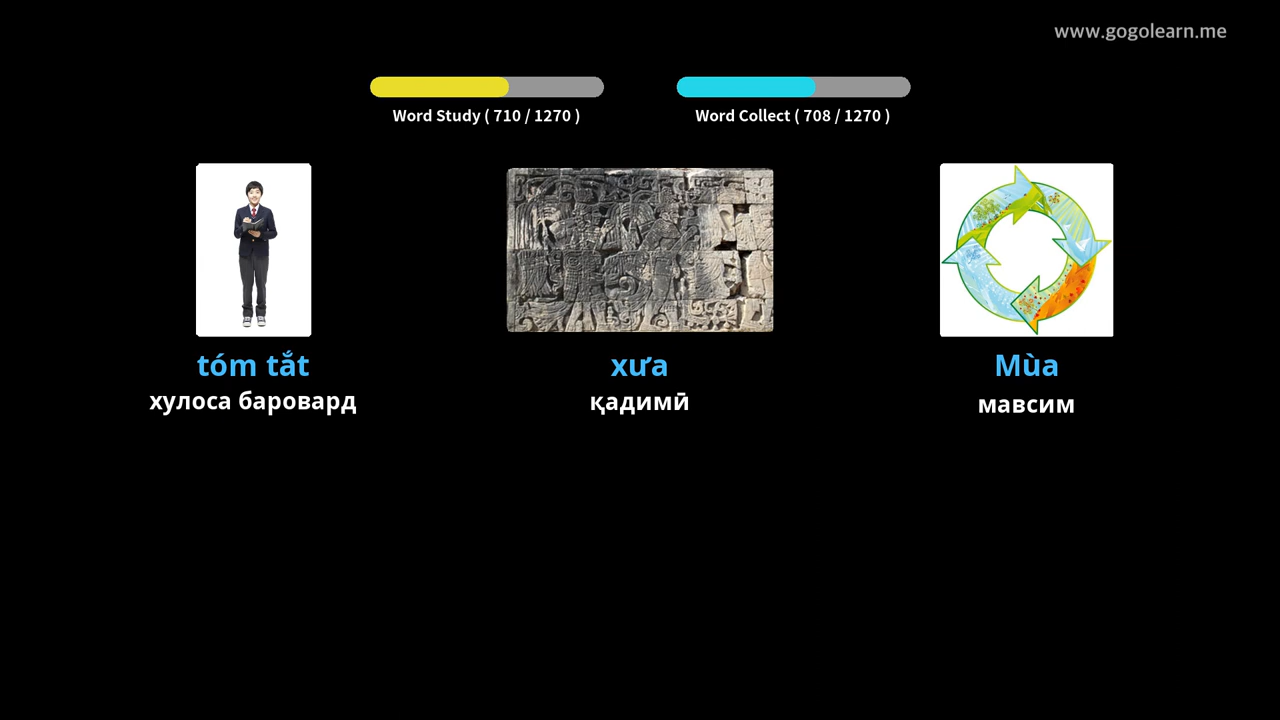 www.gogolearn.me
Word Study ( 710 / 1270 )
Word Collect ( 708 / 1270 )
tóm tắt
хулоса баровард
xưa
қадимӣ
Mùa
мавсим